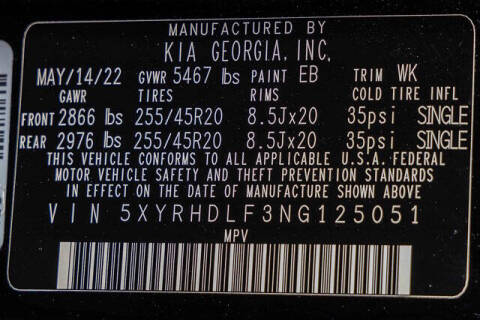 MANUFACTURED BY
KIA GEORGIA, INC.
MAY/14/22 GVWR 5467 lbs PAINT EB TRIM WK
GAWR TIRES RIMS COLD TIRE INFL
FRONT 2866 lbs 255/45R20 8.5Jx20 35psi SINGLE
REAR 2976 lbs 255/45R20 8.5Jx20 35psi SINGLE
THIS VEHICLE CONFORMS TO ALL APPLICABLE U.S.A. FEDERAL
MOTOR VEHICLE SAFETY AND THEFT PREVENTION STANDARDS
IN EFFECT ON THE DATE OF MANUFACTURE SHOWN ABOVE
VIN 5XYRHDLF3NG125051
MPV